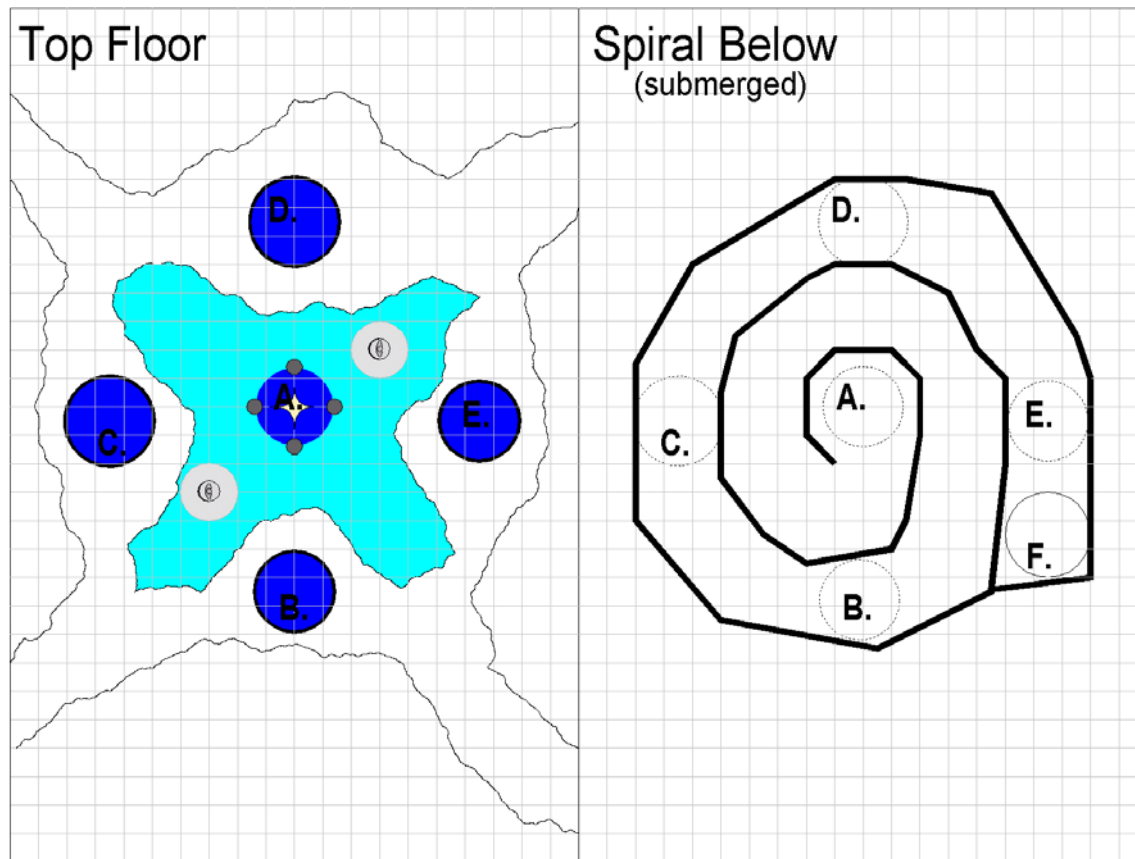 Top Floor
D.
A.
E.
C.
B.
Spiral Below
(submerged)
D.
A.
E.
C.
F.
B.